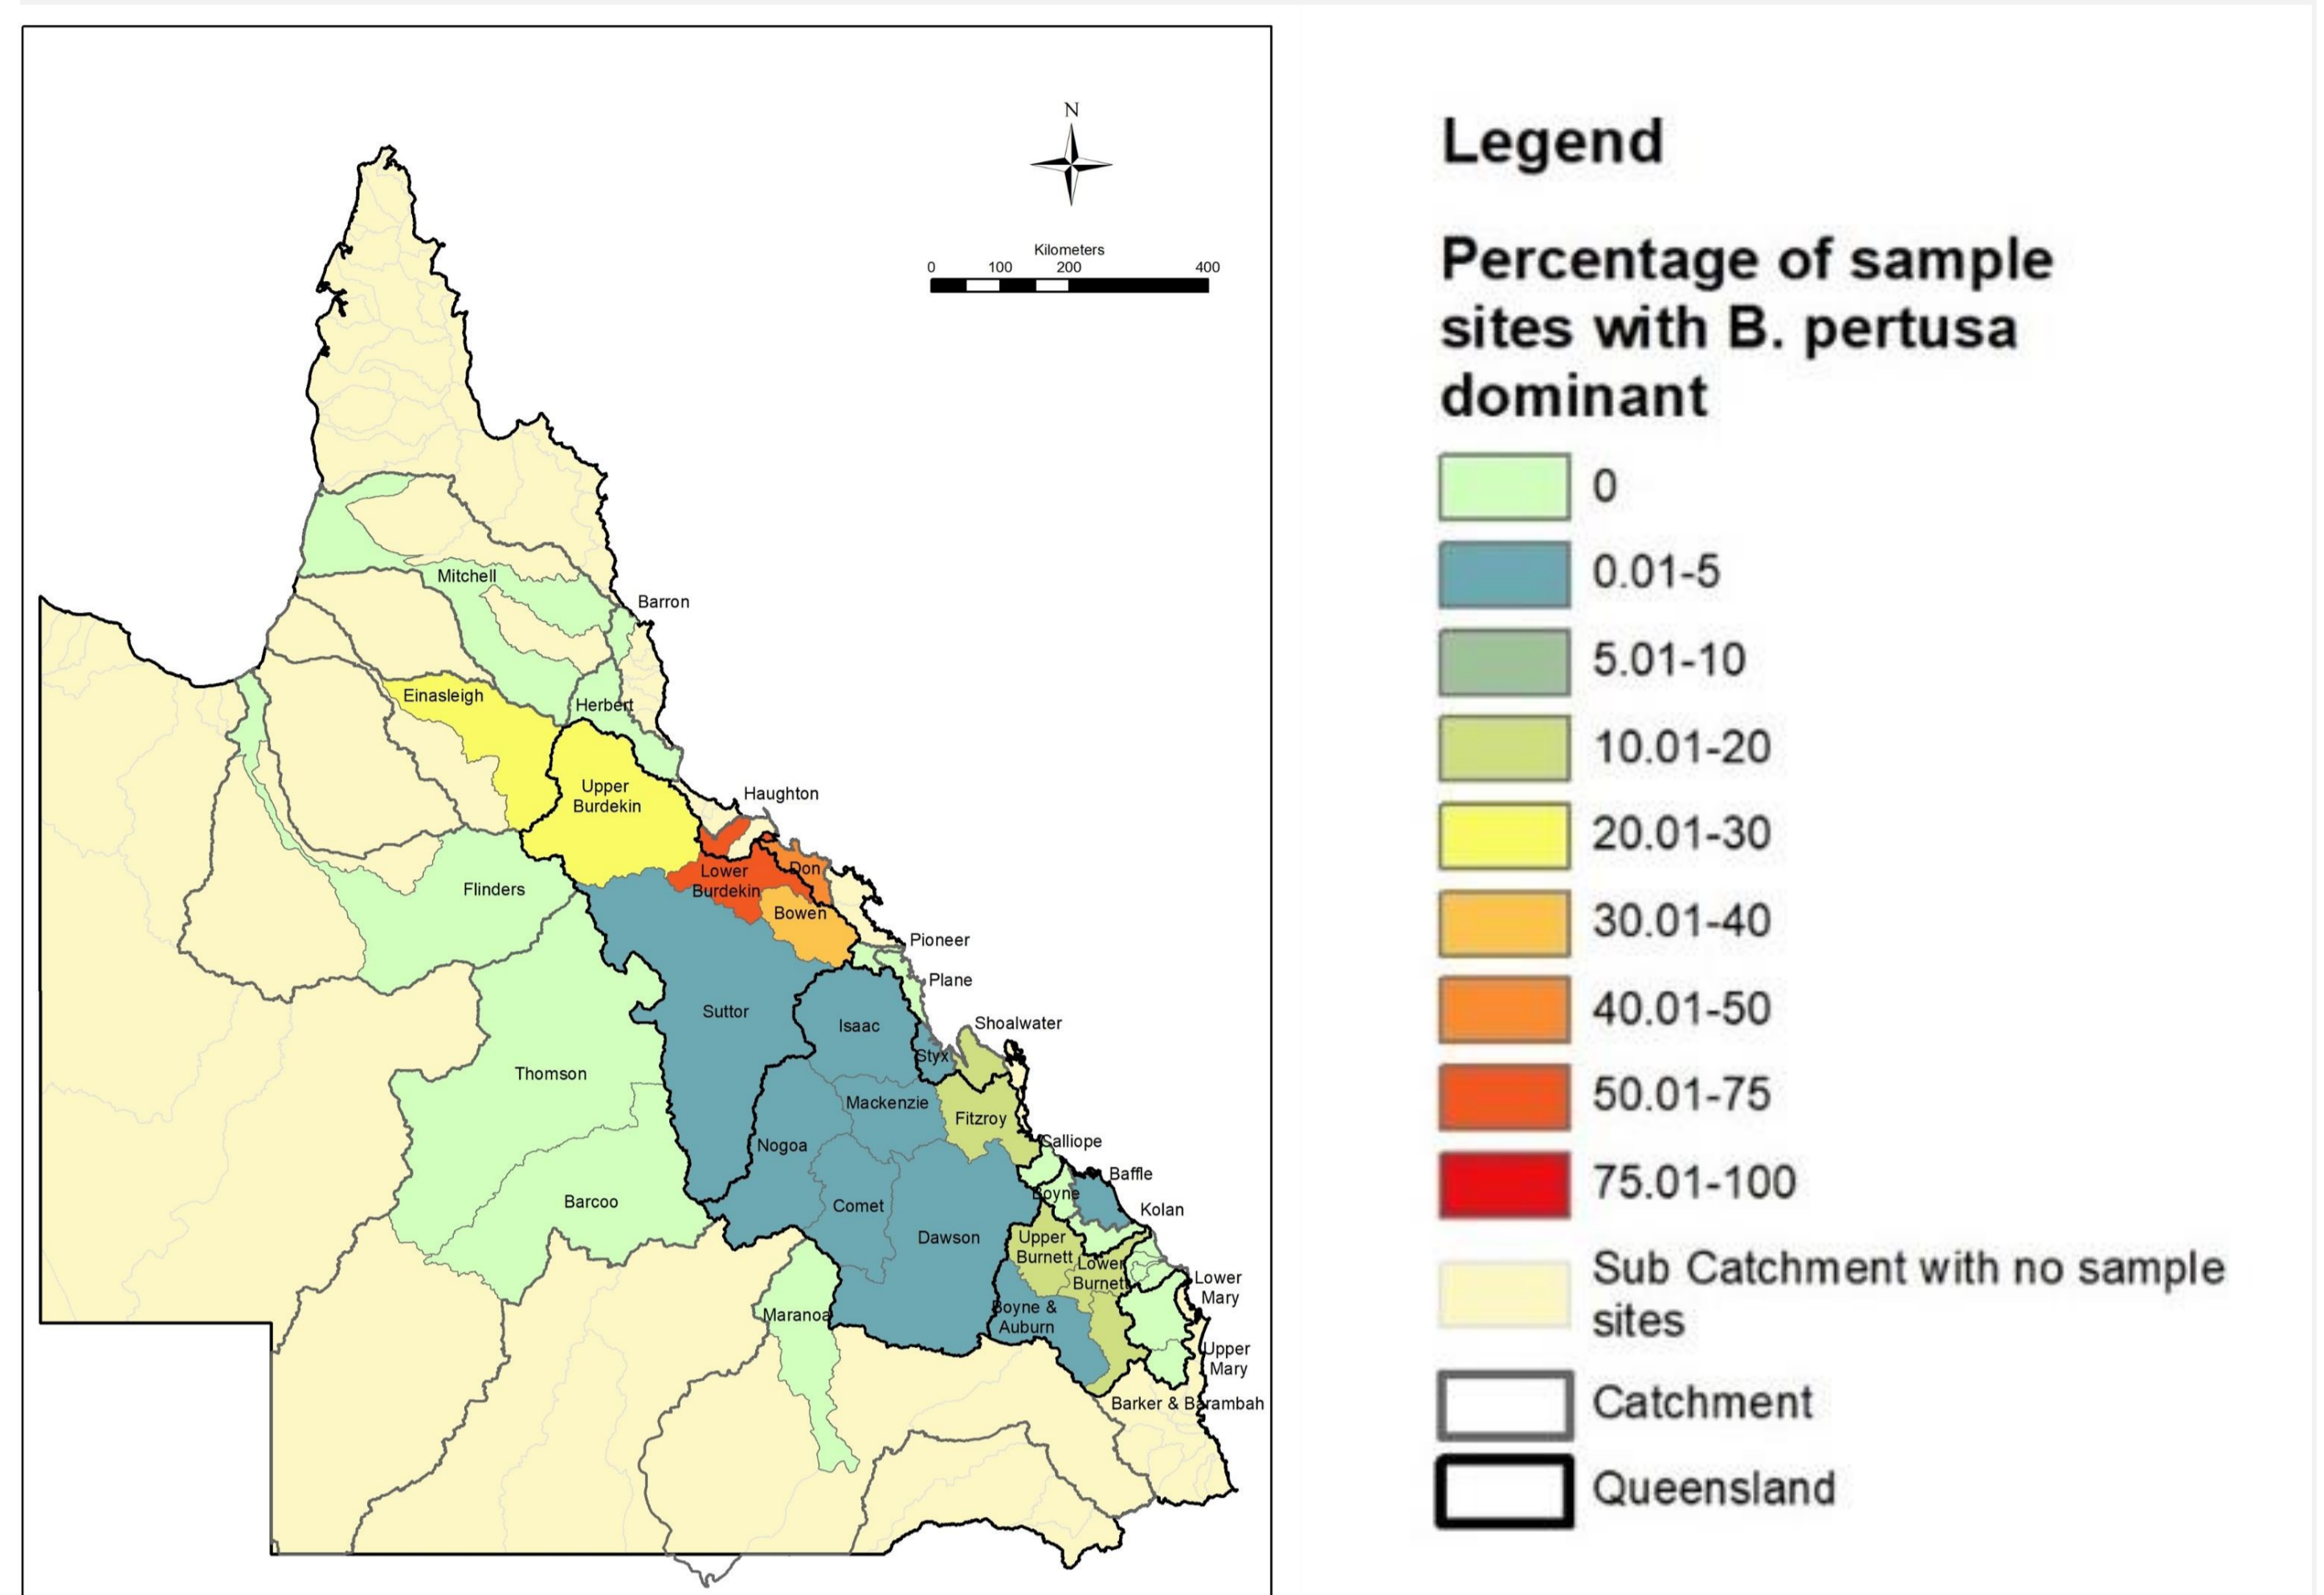 N
Kilometers
0 100 200 400
Mitchell
Barron
Einasleigh
Herbert
Upper
Burdekin
Haughton
Flinders
Lower
Burdekin
Don
Bowen
Pioneer
Plane
Suttor
Isaac
Shoalwater
Styx
Thomson
Mackenzie
Fitzroy
Nogoa
Calliope
Baffle
Boyne
Barcoo
Comet
Kolan
Dawson
Upper
Burnett
Lower
Burnett
Lower
Mary
Maranoa
Boyne &
Auburn
Upper
Mary
Barker & Barambah
Legend
Percentage of sample
sites with B. pertusa
dominant
0
0.01-5
5.01-10
10.01-20
20.01-30
30.01-40
40.01-50
50.01-75
75.01-100
Sub Catchment with no sample
sites
Catchment
Queensland